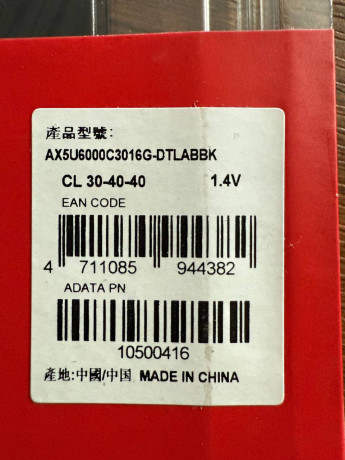 產品型號:
AX5U6000C3016G-DTLABBK
CL 30-40-40 1.4V
EAN CODE
4 711085 944382
ADATA PN
10500416
產地:中國/中国 MADE IN CHINA